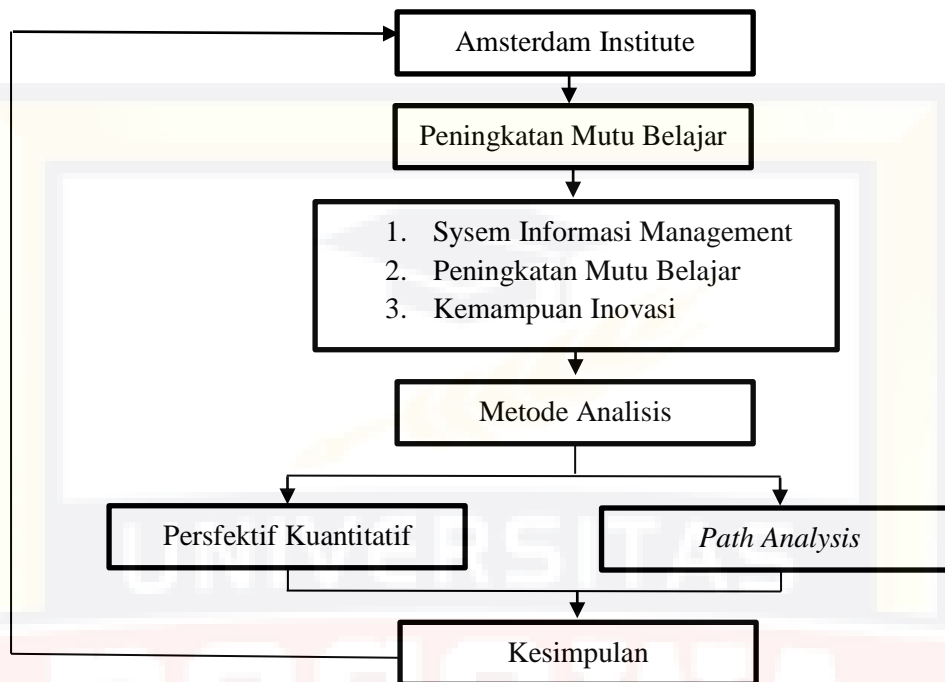 Amsterdam Institute
Peningkatan Mutu Belajar
1. Sysem Informasi Management
2. Peningkatan Mutu Belajar
3. Kemampuan Inovasi
Metode Analisis
Persfektif Kuantitatif
Path Analysis
UNIVERSITAS
Kesimpulan